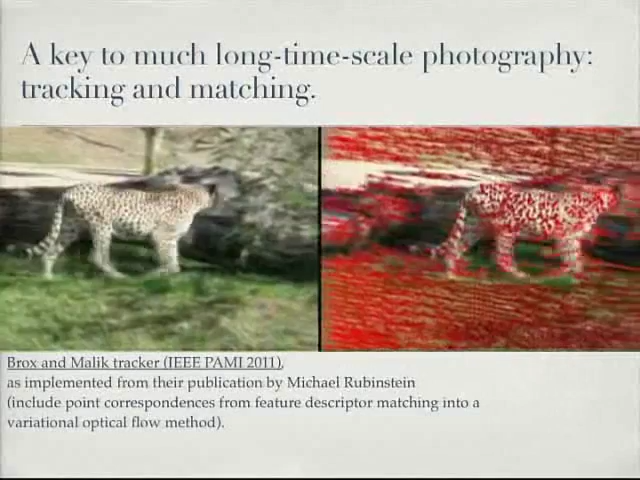 A key to much long-time-scale photography:
tracking and matching.
Brox and Malik tracker (IEEE PAMI 2011),
as implemented from their publication by Michael Rubinstein
(include point correspondences from feature descriptor matching into a
variational optical flow method).